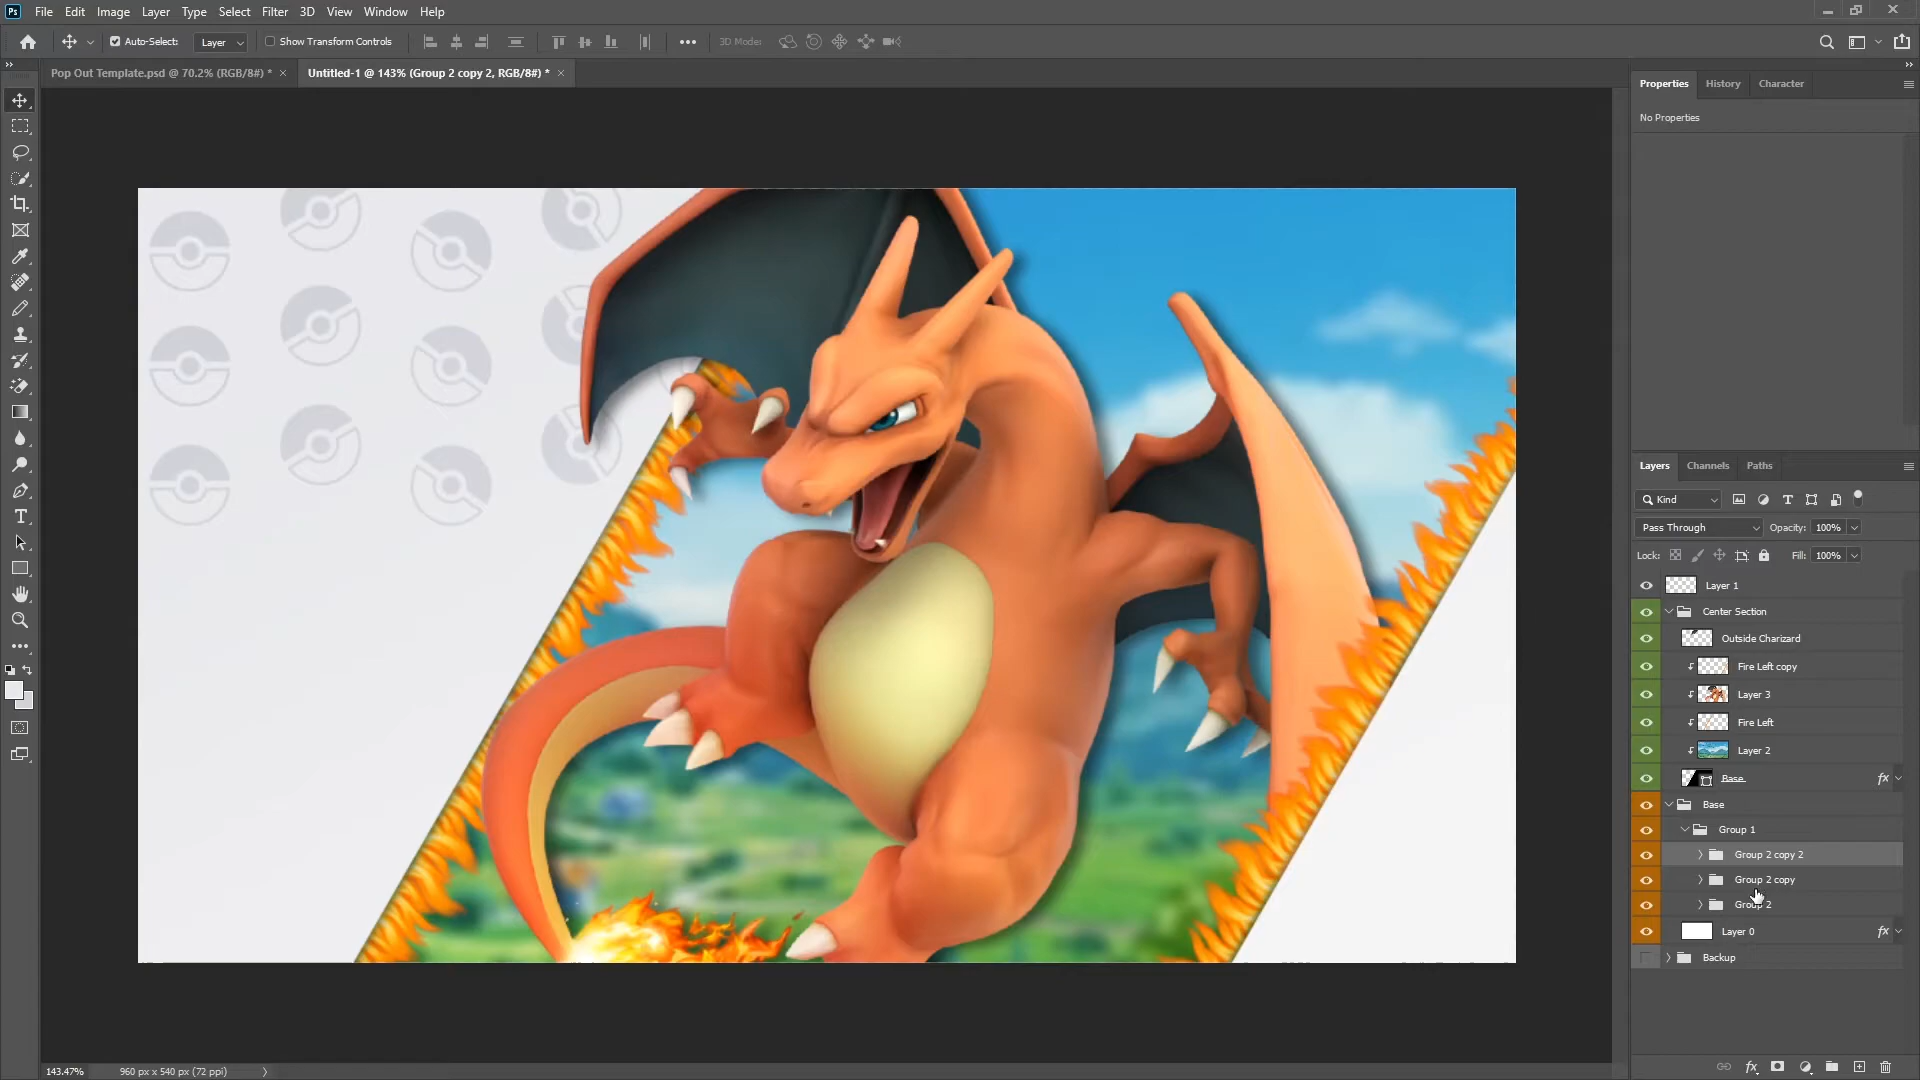 Ps File Edit Image Layer Type Select Filter 3D View Window Help
Auto-Select: Layer Show Transform Controls 3D Mode:
Pop Out Template.psd @ 70.2% (RGB/8#) * Untitled-1 @ 143% (Group 2 copy 2, RGB/8#) *
Properties History Character
No Properties
Layers Channels Paths
Kind
Pass Through Opacity: 100%
Lock: Fill: 100%
Layer 1
Center Section
Outside Charizard
Fire Left copy
Layer 3
Fire Left
Layer 2
Base fx
Base
Group 1
Group 2 copy 2
Group 2 copy
Group 2
Layer 0 fx
Backup
143.47% 960 px x 540 px (72 ppi)
fx